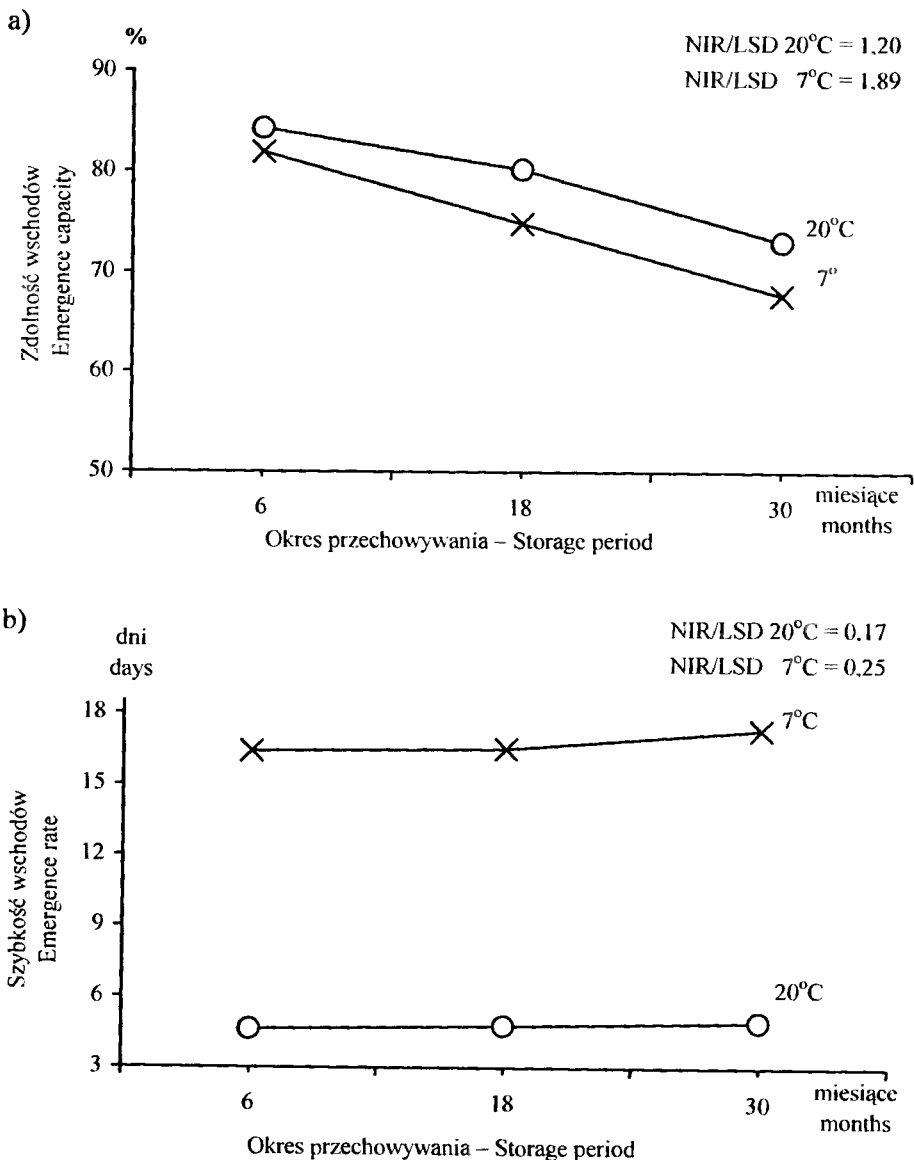 a)
%
NIR/LSD 20°C = 1,20
NIR/LSD 7°C = 1,89
90
80
70
60
50
Zdolność wschodów
Emergence capacity
20°C
7°
6
18
30
miesiące
months
Okres przechowywania – Storage period
b)
dni
days
NIR/LSD 20°C = 0,17
NIR/LSD 7°C = 0,25
18
15
12
9
6
3
Szybkość wschodów
Emergence rate
7°C
20°C
6
18
30
miesiące
months
Okres przechowywania – Storage period